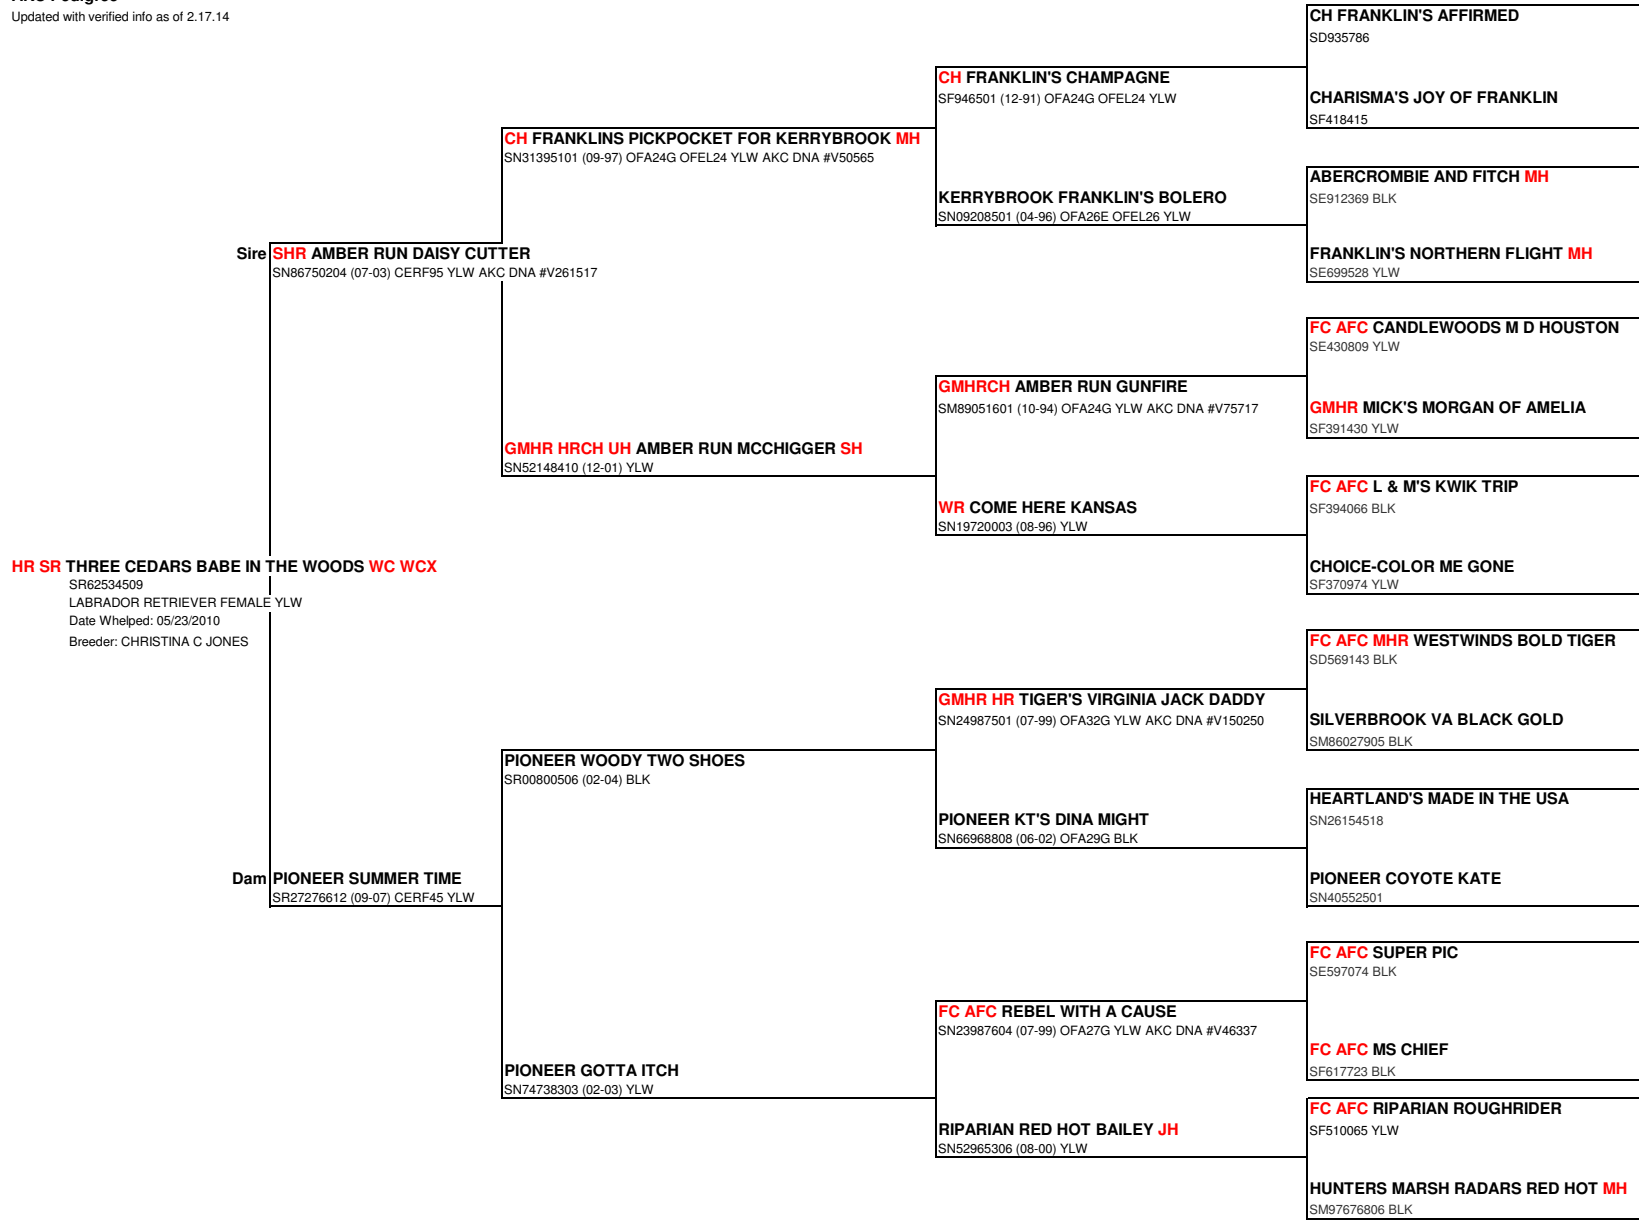 Updated with verified info as of 2.17.14
CH FRANKLIN'S AFFIRMED
SD935786
CH FRANKLIN'S CHAMPAGNE
SF946501 (12-91) OFA24G OFEL24 YLW
CHARISMA'S JOY OF FRANKLIN
SF418415
CH FRANKLINS PICKPOCKET FOR KERRYBROOK MH
SN31395101 (09-97) OFA24G OFEL24 YLW AKC DNA #V50565
ABERCROMBIE AND FITCH MH
SE912369 BLK
KERRYBROOK FRANKLIN'S BOLERO
SN09208501 (04-96) OFA26E OFEL26 YLW
FRANKLIN'S NORTHERN FLIGHT MH
SE699528 YLW
Sire SHR AMBER RUN DAISY CUTTER
SN86750204 (07-03) CERF95 YLW AKC DNA #V261517
FC AFC CANDLEWOODS M D HOUSTON
SE430809 YLW
GMHRCH AMBER RUN GUNFIRE
SM89051601 (10-94) OFA24G YLW AKC DNA #V75717
GMHR MICK'S MORGAN OF AMELIA
SF391430 YLW
GMHR HRCH UH AMBER RUN MCCHIGGER SH
SN52148410 (12-01) YLW
FC AFC L & M'S KWIK TRIP
SF394066 BLK
WR COME HERE KANSAS
SN19720003 (08-96) YLW
CHOICE-COLOR ME GONE
SF370974 YLW
HR SR THREE CEDARS BABE IN THE WOODS WC WCX
SR62534509
LABRADOR RETRIEVER FEMALE YLW
Date Whelped: 05/23/2010
Breeder: CHRISTINA C JONES
FC AFC MHR WESTWINDS BOLD TIGER
SD569143 BLK
GMHR HR TIGER'S VIRGINIA JACK DADDY
SN24987501 (07-99) OFA32G YLW AKC DNA #V150250
SILVERBROOK VA BLACK GOLD
SM86027905 BLK
PIONEER WOODY TWO SHOES
SR00800506 (02-04) BLK
HEARTLAND'S MADE IN THE USA
SN26154518
PIONEER KT'S DINA MIGHT
SN66968808 (06-02) OFA29G BLK
PIONEER COYOTE KATE
SN40552501
Dam PIONEER SUMMER TIME
SR27276612 (09-07) CERF45 YLW
FC AFC SUPER PIC
SE597074 BLK
FC AFC REBEL WITH A CAUSE
SN23987604 (07-99) OFA27G YLW AKC DNA #V46337
FC AFC MS CHIEF
SF617723 BLK
PIONEER GOTTA ITCH
SN74738303 (02-03) YLW
FC AFC RIPARIAN ROUGHRIDER
SF510065 YLW
RIPARIAN RED HOT BAILEY JH
SN52965306 (08-00) YLW
HUNTERS MARSH RADARS RED HOT MH
SM97676806 BLK